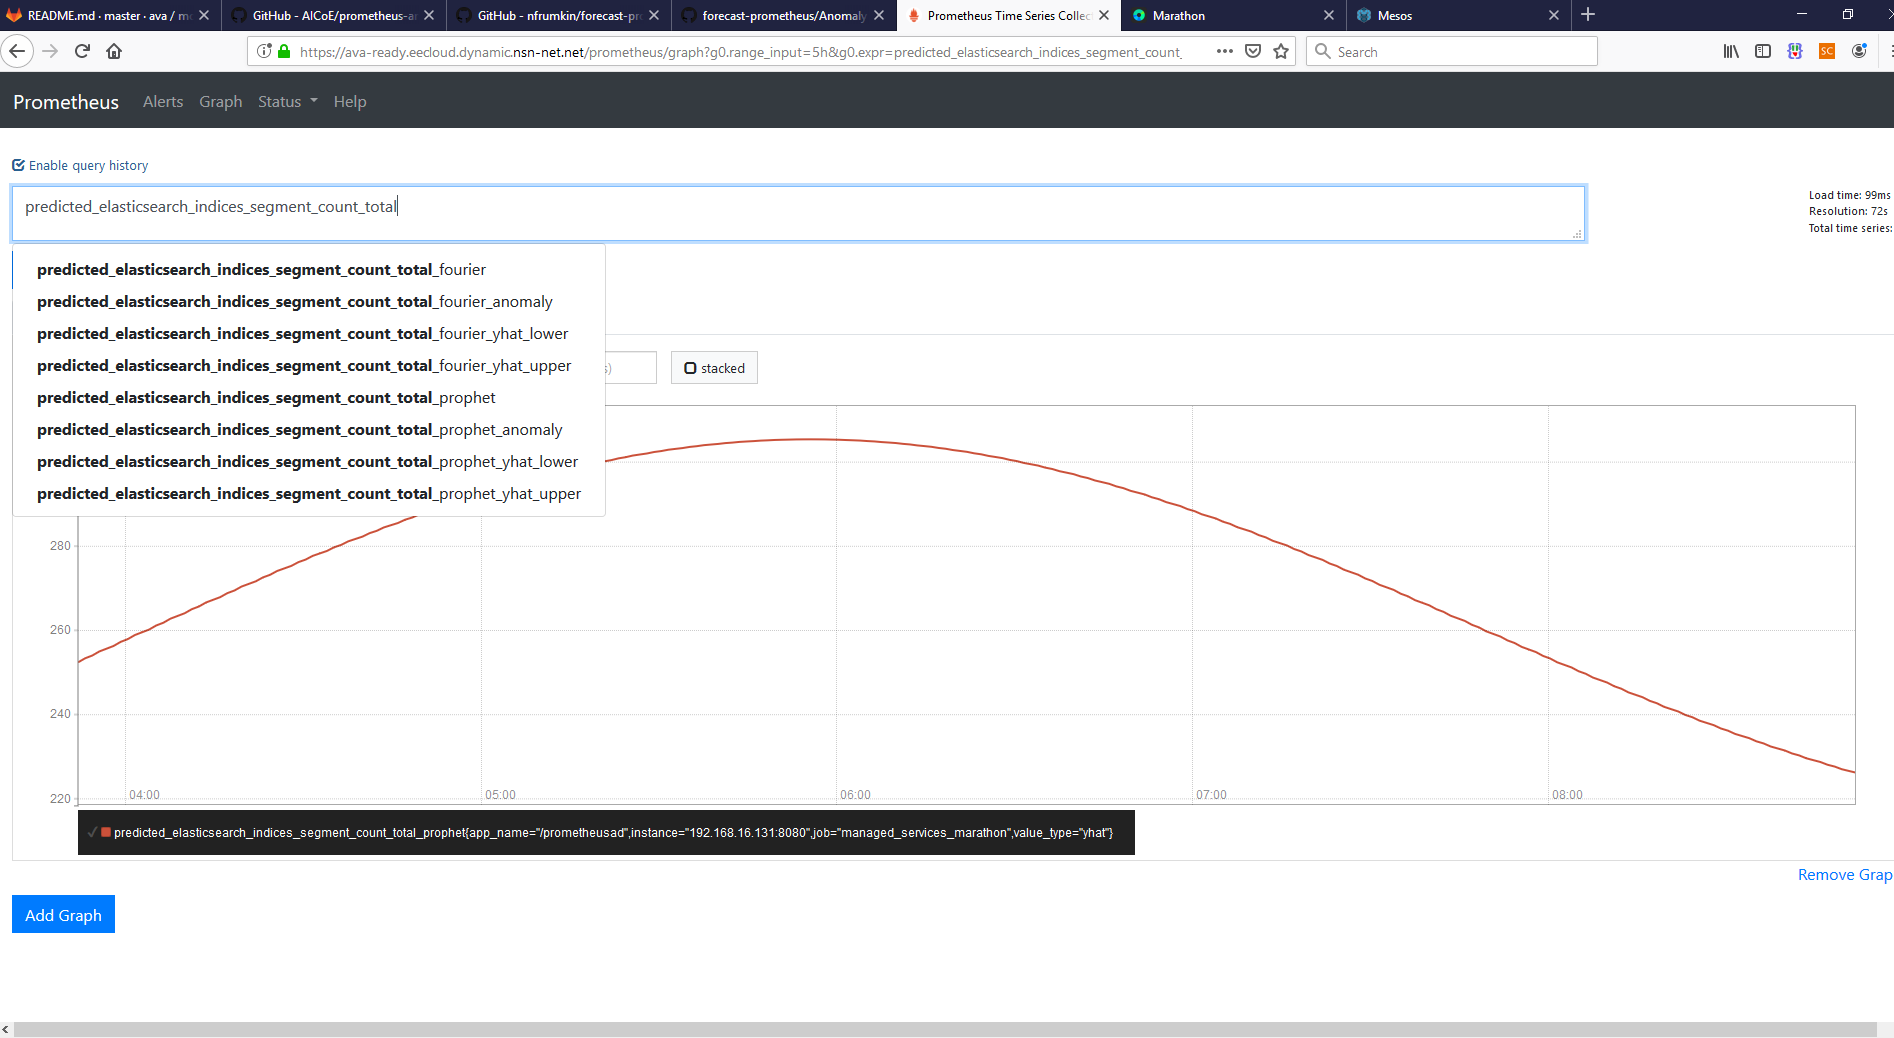 README.md · master · ava / mo
GitHub - AICoE/prometheus-an
GitHub - nfrumkin/forecast-pro
forecast-prometheus/Anomaly
Prometheus Time Series Collec
Marathon
Mesos
https://ava-ready.eecloud.dynamic.nsn-net.net/prometheus/graph?g0.range_input=5h&g0.expr=predicted_elasticsearch_indices_segment_count_
Search
SC
Prometheus Alerts Graph Status Help
Enable query history
predicted_elasticsearch_indices_segment_count_total
Load time: 99ms
Resolution: 72s
Total time series:
predicted_elasticsearch_indices_segment_count_total_fourier
predicted_elasticsearch_indices_segment_count_total_fourier_anomaly
predicted_elasticsearch_indices_segment_count_total_fourier_yhat_lower
predicted_elasticsearch_indices_segment_count_total_fourier_yhat_upper
predicted_elasticsearch_indices_segment_count_total_prophet
predicted_elasticsearch_indices_segment_count_total_prophet_anomaly
predicted_elasticsearch_indices_segment_count_total_prophet_yhat_lower
predicted_elasticsearch_indices_segment_count_total_prophet_yhat_upper
s)
stacked
280
260
240
220
04:00 05:00 06:00 07:00 08:00
predicted_elasticsearch_indices_segment_count_total_prophet{app_name="/prometheusad",instance="192.168.16.131:8080",job="managed_services_marathon",value_type="yhat"}
Remove Grap
Add Graph